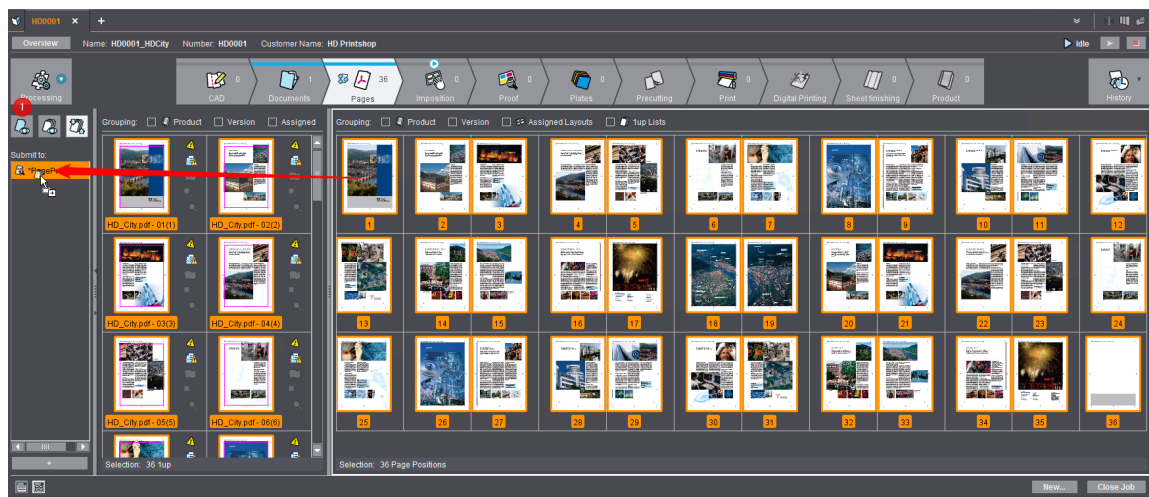 HD0001 × +
Overview Name: HD0001_HDCity Number: HD0001 Customer Name: HD Printshop Idle
Processing
0 1 36 0 0 0 0 0 0
CAD Documents Pages Imposition Proof Plates Precutting Print Digital Printing Sheet finishing Product History
1
Grouping: Product Version Assigned
Grouping: Product Version Assigned Layouts 1up Lists
Submit to:
HD_City.pdf - 01(1) HD_City.pdf - 02(2)
1 2 3 4 5 6 7 8 9 10 11 12
HD_City.pdf - 03(3) HD_City.pdf - 04(4)
13 14 15 16 17 18 19 20 21 22 23 24
HD_City.pdf - 05(5) HD_City.pdf - 06(6)
25 26 27 28 29 30 31 32 33 34 35 36
+
Selection: 36 1up
Selection: 36 Page Positions
New... Close Job